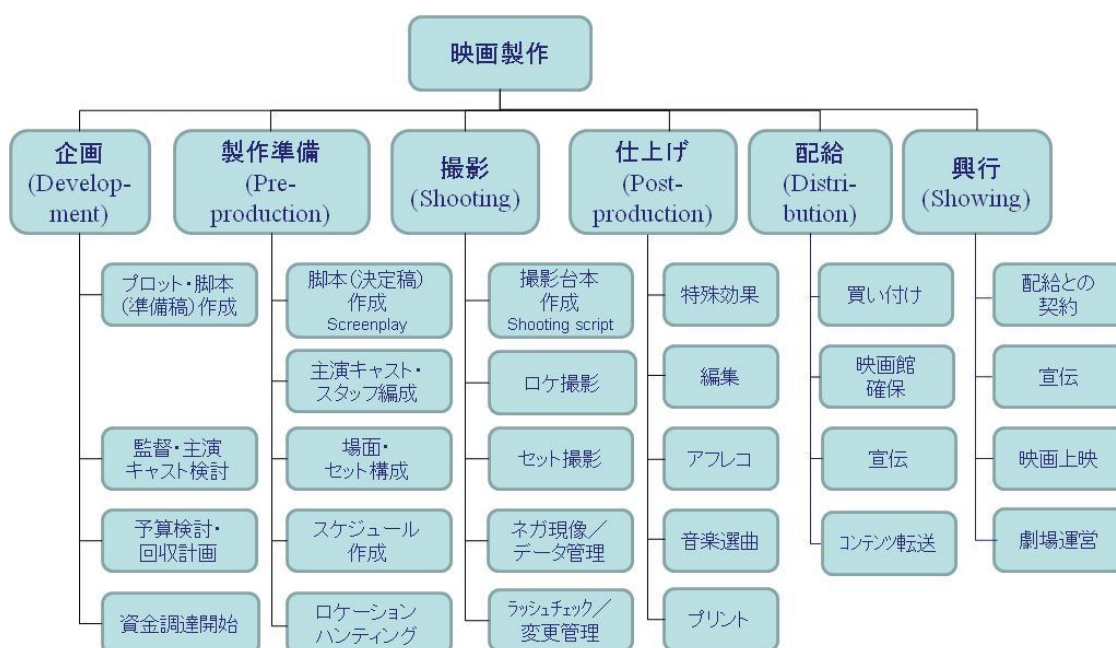 映画製作
企画
(Develop-
ment)
製作準備
(Pre-
production)
撮影
(Shooting)
仕上げ
(Post-
production)
配給
(Distri-
bution)
興行
(Showing)
プロット・脚本
(準備稿)作成
監督・主演
キャスト検討
予算検討・
回収計画
資金調達開始
脚本(決定稿)
作成
Screenplay
主演キャスト・
スタッフ編成
場面・
セット構成
スケジュール
作成
ロケーション
ハンティング
撮影台本
作成
Shooting script
ロケ撮影
セット撮影
ネガ現像／
データ管理
ラッシュチェック／
変更管理
特殊効果
編集
アフレコ
音楽選曲
プリント
買い付け
映画館
確保
宣伝
コンテンツ転送
配給との
契約
宣伝
映画上映
劇場運営